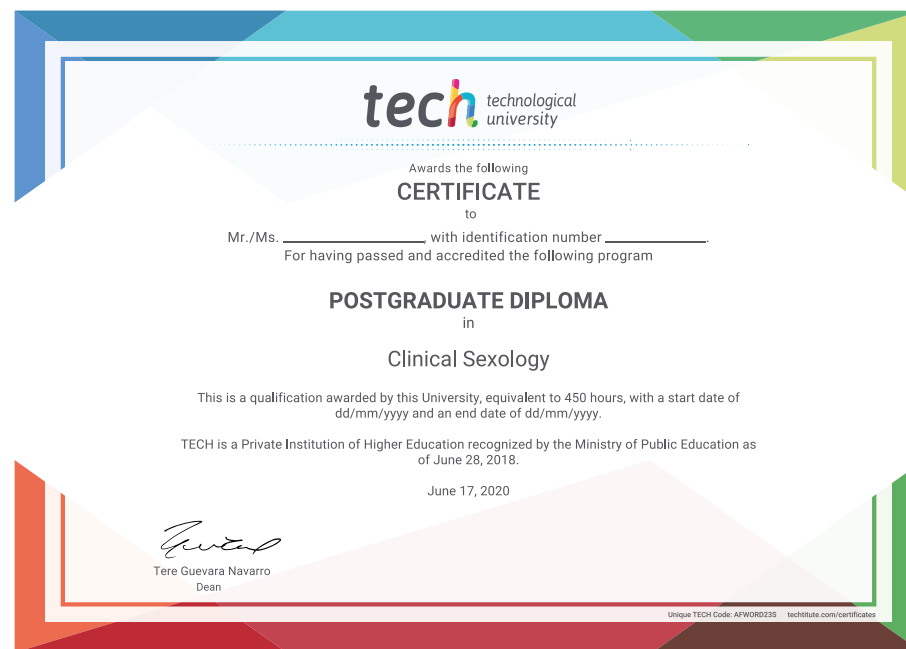 tech technological
university
Awards the following
CERTIFICATE
to
Mr./Ms. ____________________, with identification number ______________.
For having passed and accredited the following program
POSTGRADUATE DIPLOMA
in
Clinical Sexology
This is a qualification awarded by this University, equivalent to 450 hours, with a start date of
dd/mm/yyyy and an end date of dd/mm/yyyy.
TECH is a Private Institution of Higher Education recognized by the Ministry of Public Education as
of June 28, 2018.
June 17, 2020
Tere Guevara Navarro
Dean
Unique TECH Code: AFWORD23S techtitute.com/certificates